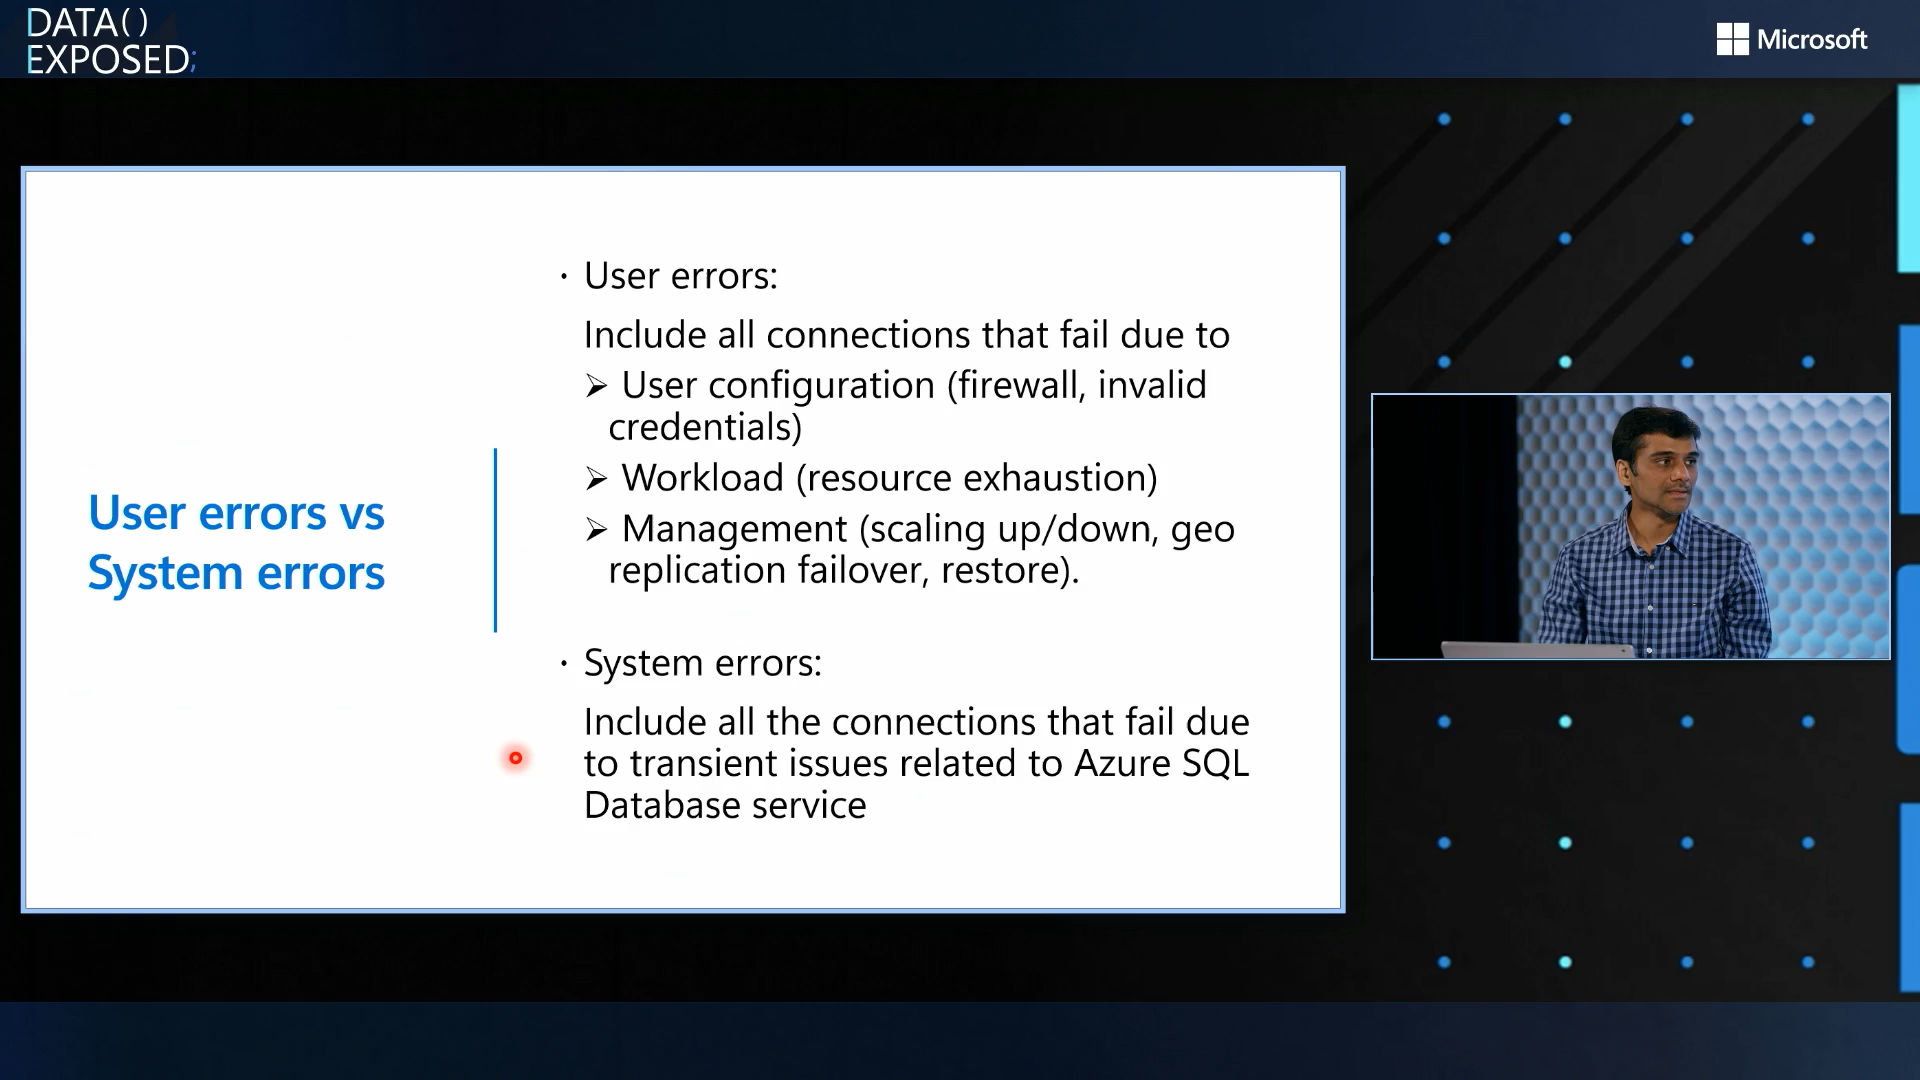 DATA()
EXPOSED;
Microsoft
User errors vs
System errors
· User errors:
Include all connections that fail due to
➢ User configuration (firewall, invalid
credentials)
➢ Workload (resource exhaustion)
➢ Management (scaling up/down, geo
replication failover, restore).
· System errors:
Include all the connections that fail due
to transient issues related to Azure SQL
Database service